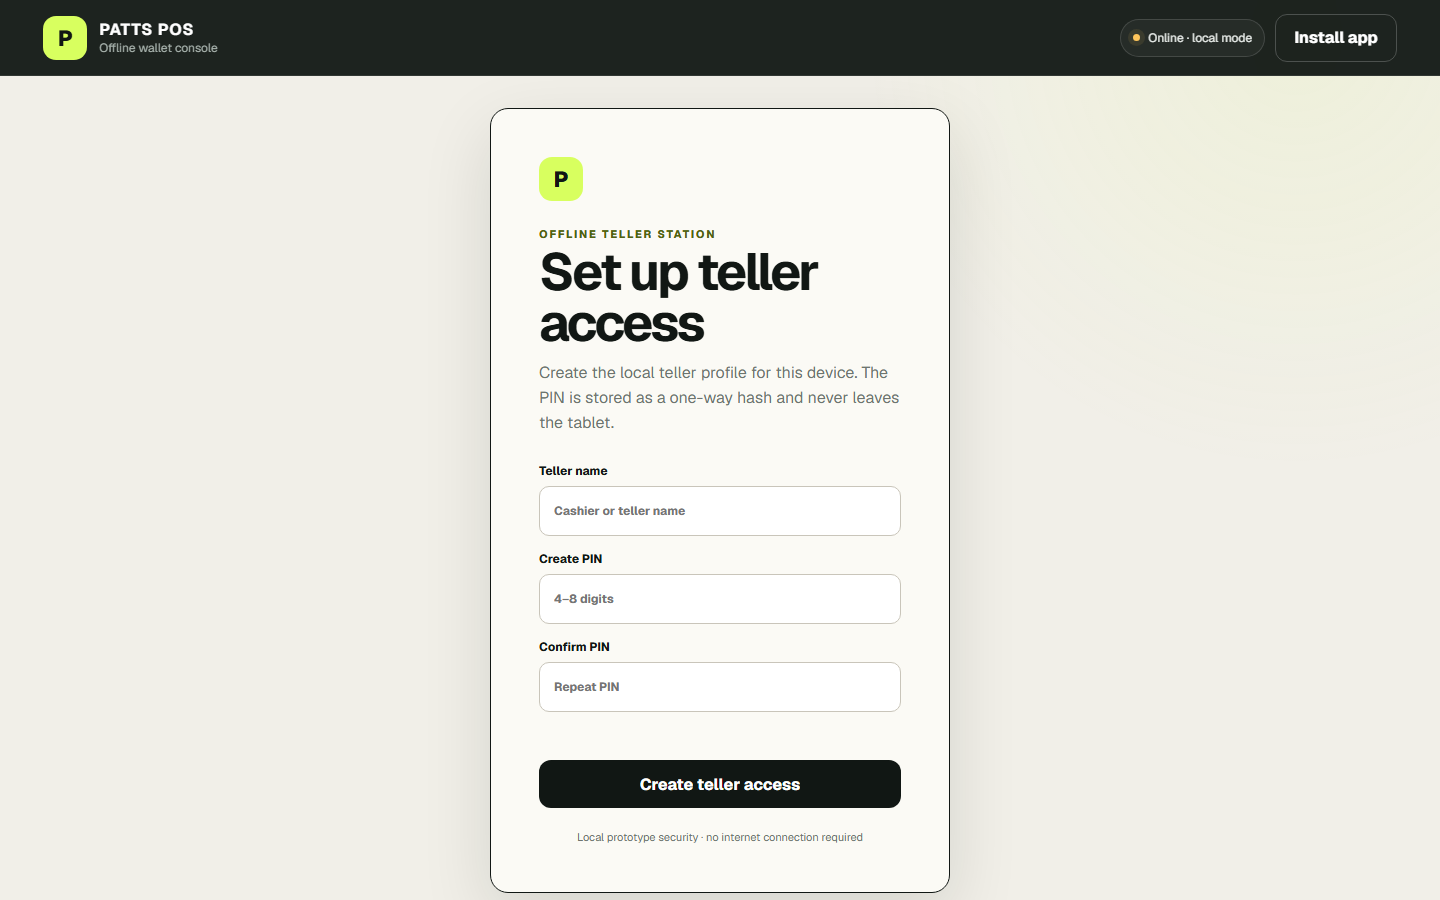 P
PATTS POS
Offline wallet console
Online · local mode
Install app
P
OFFLINE TELLER STATION
Set up teller
access
Create the local teller profile for this device. The
PIN is stored as a one-way hash and never leaves
the tablet.
Teller name
Cashier or teller name
Create PIN
4–8 digits
Confirm PIN
Repeat PIN
Create teller access
Local prototype security · no internet connection required